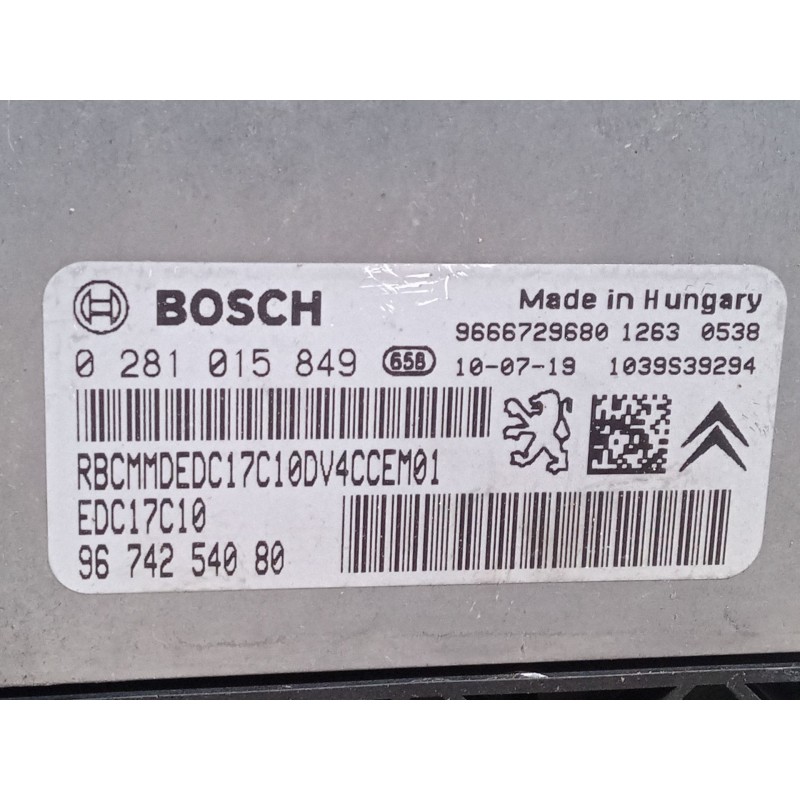 BOSCH
Made in Hungary
9666729680 1263 0538
0 281 015 849 658 10-07-19 1039S39294
RBCMMDEDC17C10DV4CCEM01
EDC17C10
96 742 540 80